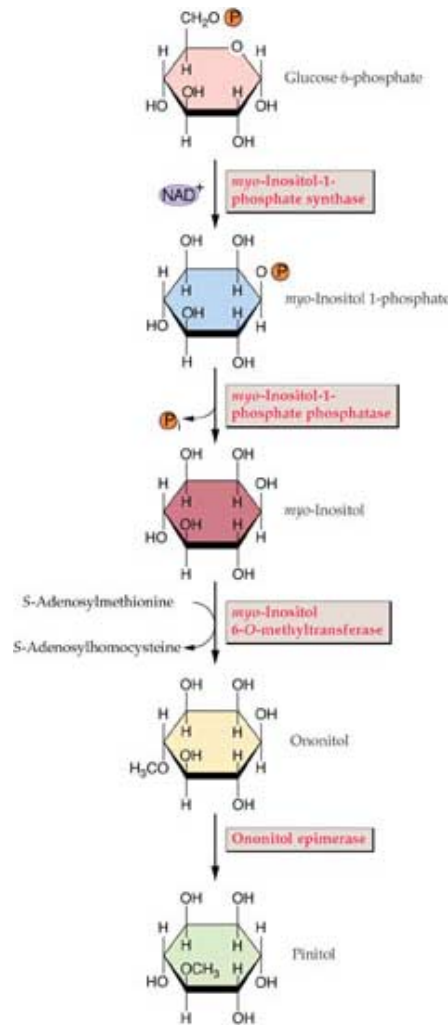 CH₂O P
H O H
H
Glucose 6-phosphate
OH H
HO OH
H OH
NAD⁺
myo-Inositol-1-
phosphate synthase
OH OH
H O P
H H
myo-Inositol 1-phosphate
OH H
HO H
H OH
Pi
myo-Inositol-1-
phosphate phosphatase
OH OH
H OH
H H
myo-Inositol
OH H
HO H
H OH
S-Adenosylmethionine
S-Adenosylhomocysteine
myo-Inositol
6-O-methyltransferase
OH OH
H OH
H H
Ononitol
OH H
H₃CO H
H OH
Ononitol epimerase
OH OH
H H
H H
Pinitol
OCH₃ H
HO OH
H OH